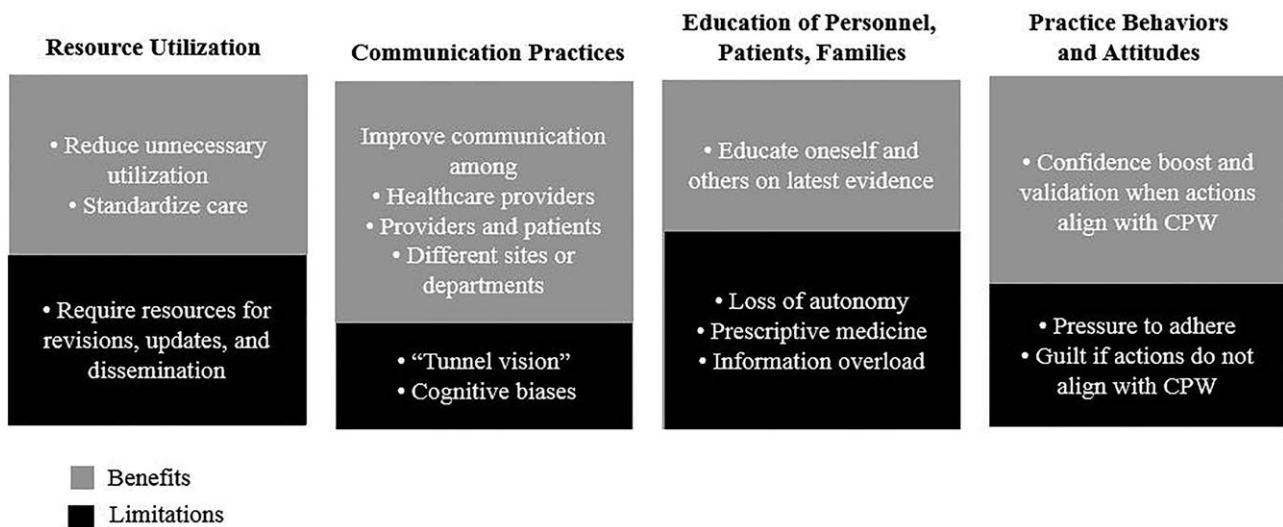 Resource Utilization
• Reduce unnecessary
utilization
• Standardize care
• Require resources for
revisions, updates, and
dissemination
Communication Practices
Improve communication
among
• Healthcare providers
• Providers and patients
• Different sites or
departments
• “Tunnel vision”
• Cognitive biases
Education of Personnel,
Patients, Families
• Educate oneself and
others on latest evidence
• Loss of autonomy
• Prescriptive medicine
• Information overload
Practice Behaviors
and Attitudes
• Confidence boost and
validation when actions
align with CPW
• Pressure to adhere
• Guilt if actions do not
align with CPW
Benefits
Limitations